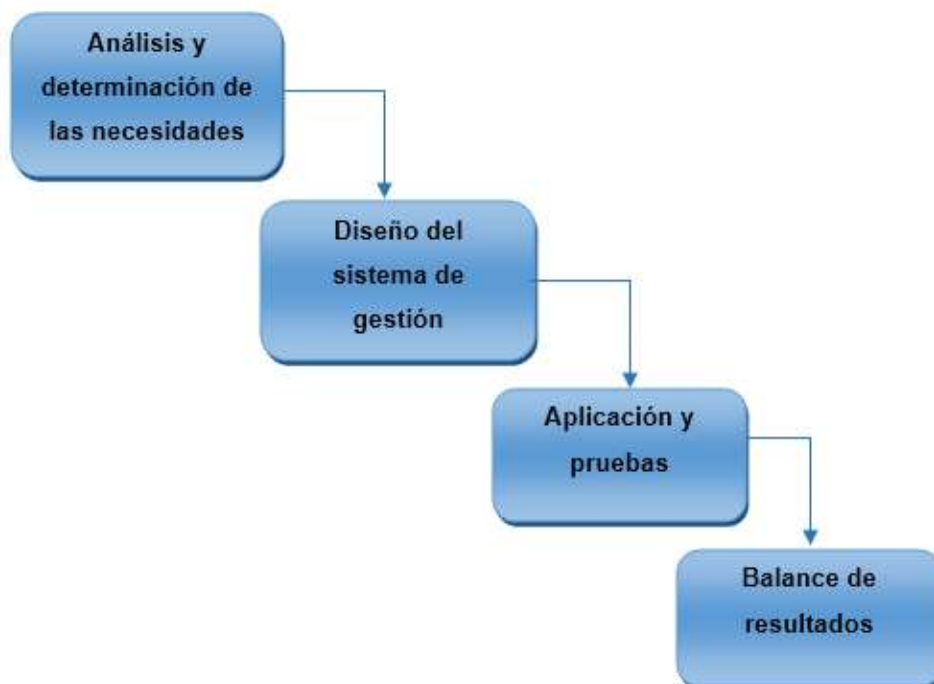 Análisis y
determinación de
las necesidades
Diseño del
sistema de
gestión
Aplicación y
pruebas
Balance de
resultados